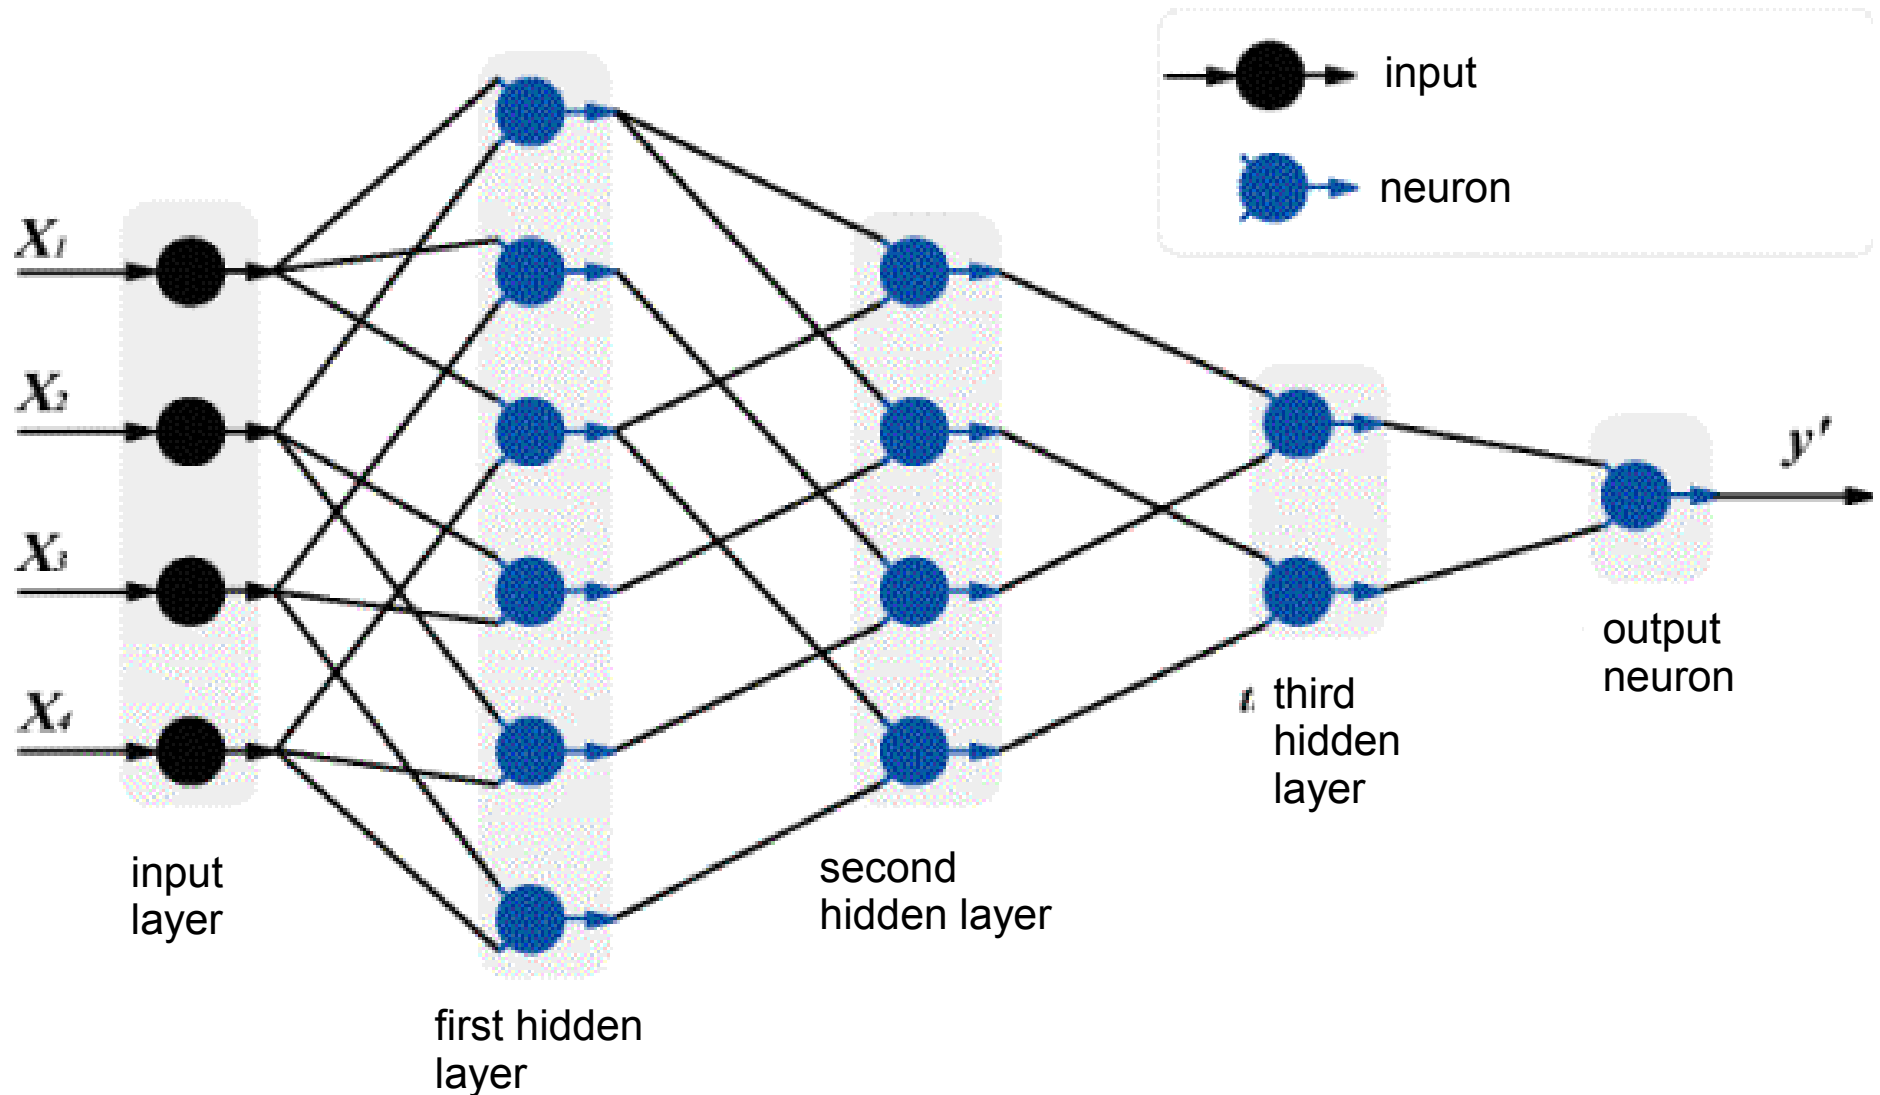 input
neuron
X1
X2
X3
X4
y'
output
neuron
t. third
hidden
layer
input
layer
second
hidden layer
first hidden
layer